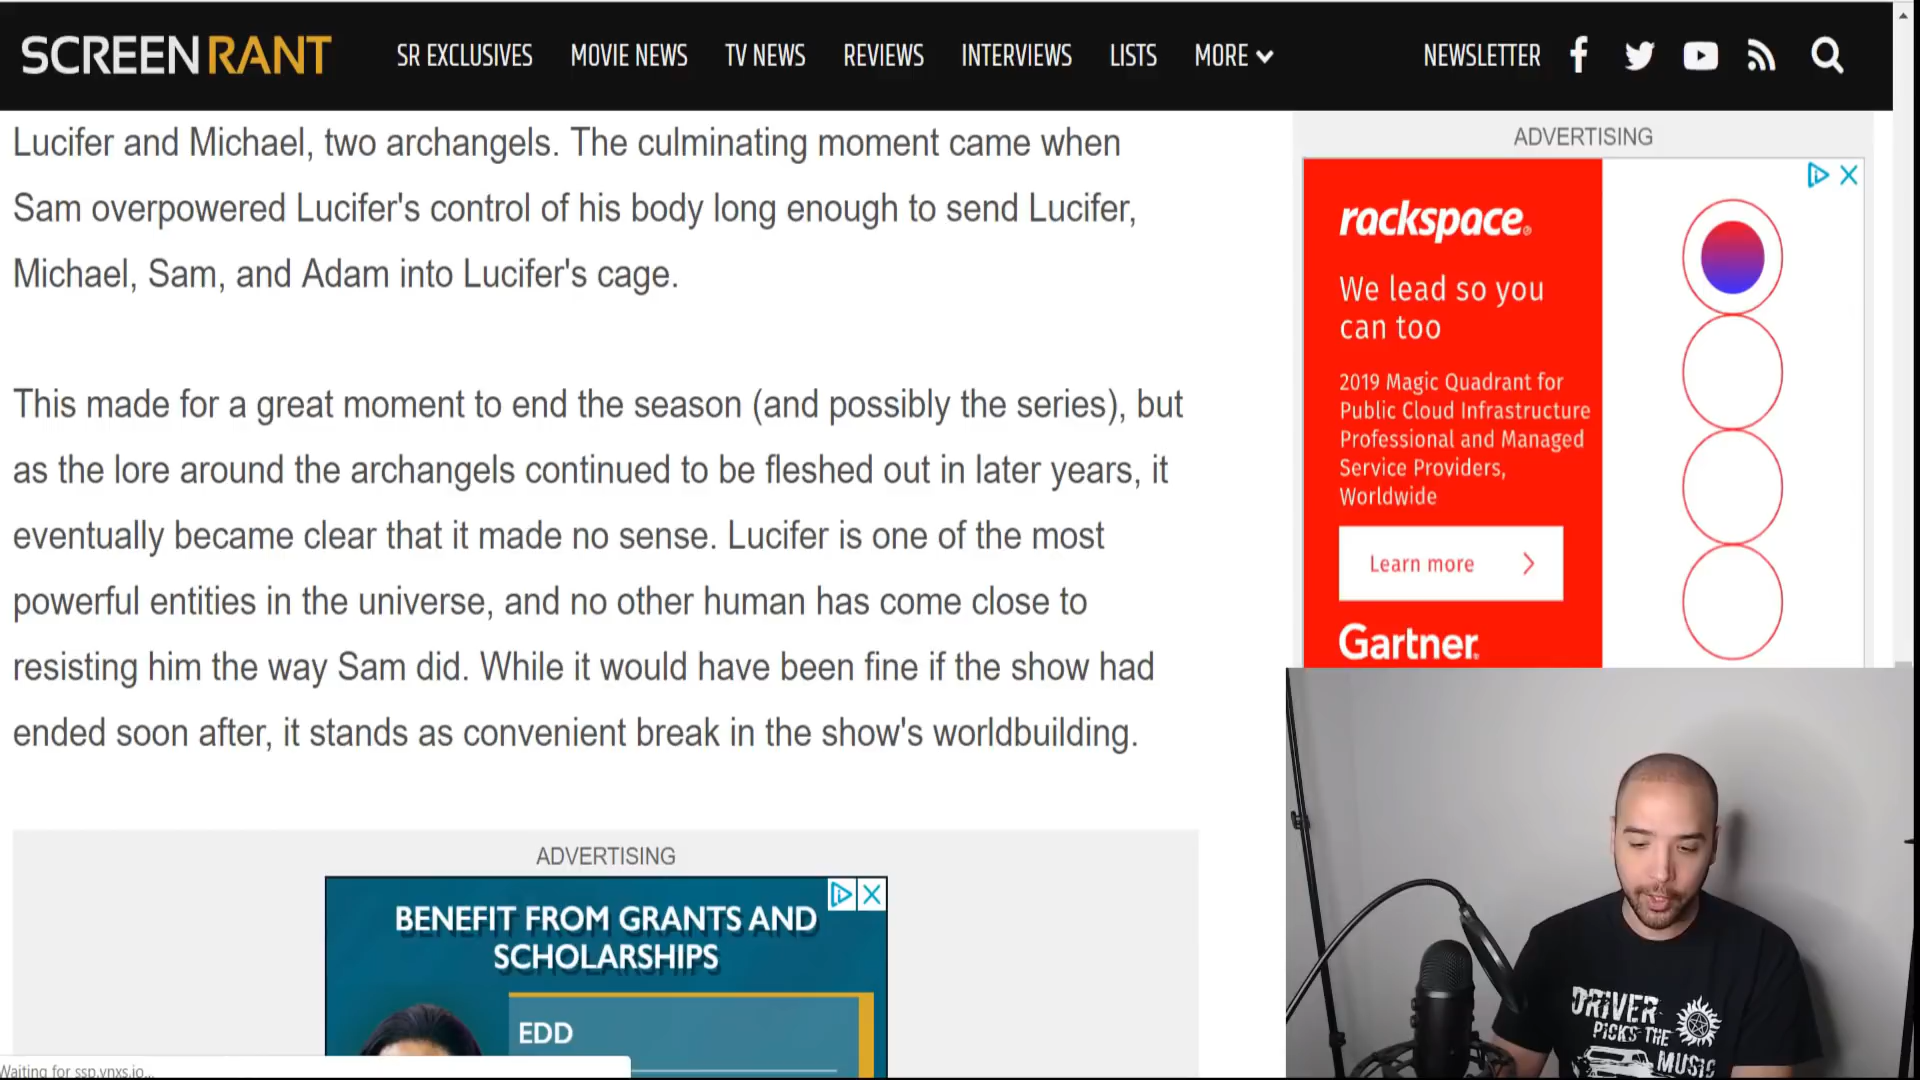 SCREENRANT
SR EXCLUSIVES MOVIE NEWS TV NEWS REVIEWS INTERVIEWS LISTS MORE NEWSLETTER
Lucifer and Michael, two archangels. The culminating moment came when
Sam overpowered Lucifer's control of his body long enough to send Lucifer,
Michael, Sam, and Adam into Lucifer's cage.
This made for a great moment to end the season (and possibly the series), but
as the lore around the archangels continued to be fleshed out in later years, it
eventually became clear that it made no sense. Lucifer is one of the most
powerful entities in the universe, and no other human has come close to
resisting him the way Sam did. While it would have been fine if the show had
ended soon after, it stands as convenient break in the show's worldbuilding.
ADVERTISING
BENEFIT FROM GRANTS AND
SCHOLARSHIPS
EDD
Waiting for ssp.ynxs.io...
ADVERTISING
rackspace®
We lead so you
can too
2019 Magic Quadrant for
Public Cloud Infrastructure
Professional and Managed
Service Providers,
Worldwide
Learn more
Gartner
DRIVER
PICKS THE
MUSIC